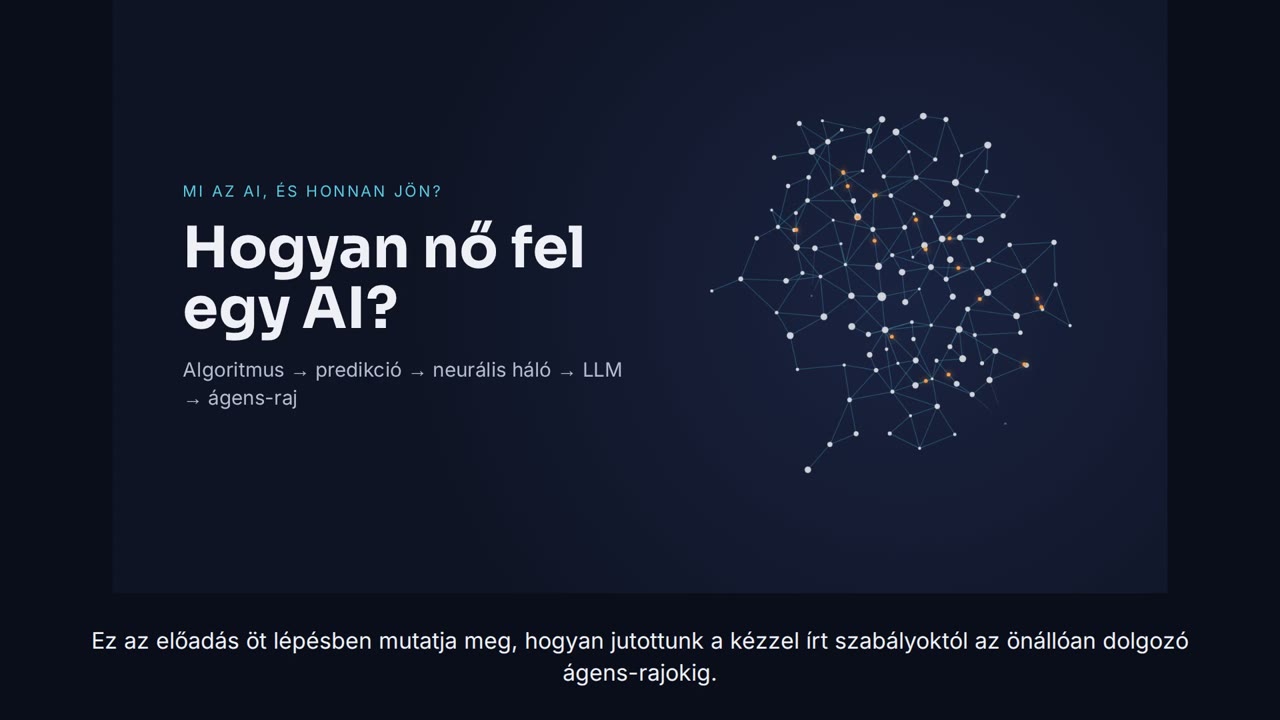 MI AZ AI, ÉS HONNAN JÖN?
Hogyan nő fel
egy AI?
Algoritmus → predikció → neurális háló → LLM
→ ágens-raj
Ez az előadás öt lépésben mutatja meg, hogyan jutottunk a kézzel írt szabályoktól az önállóan dolgozó
ágens-rajokig.